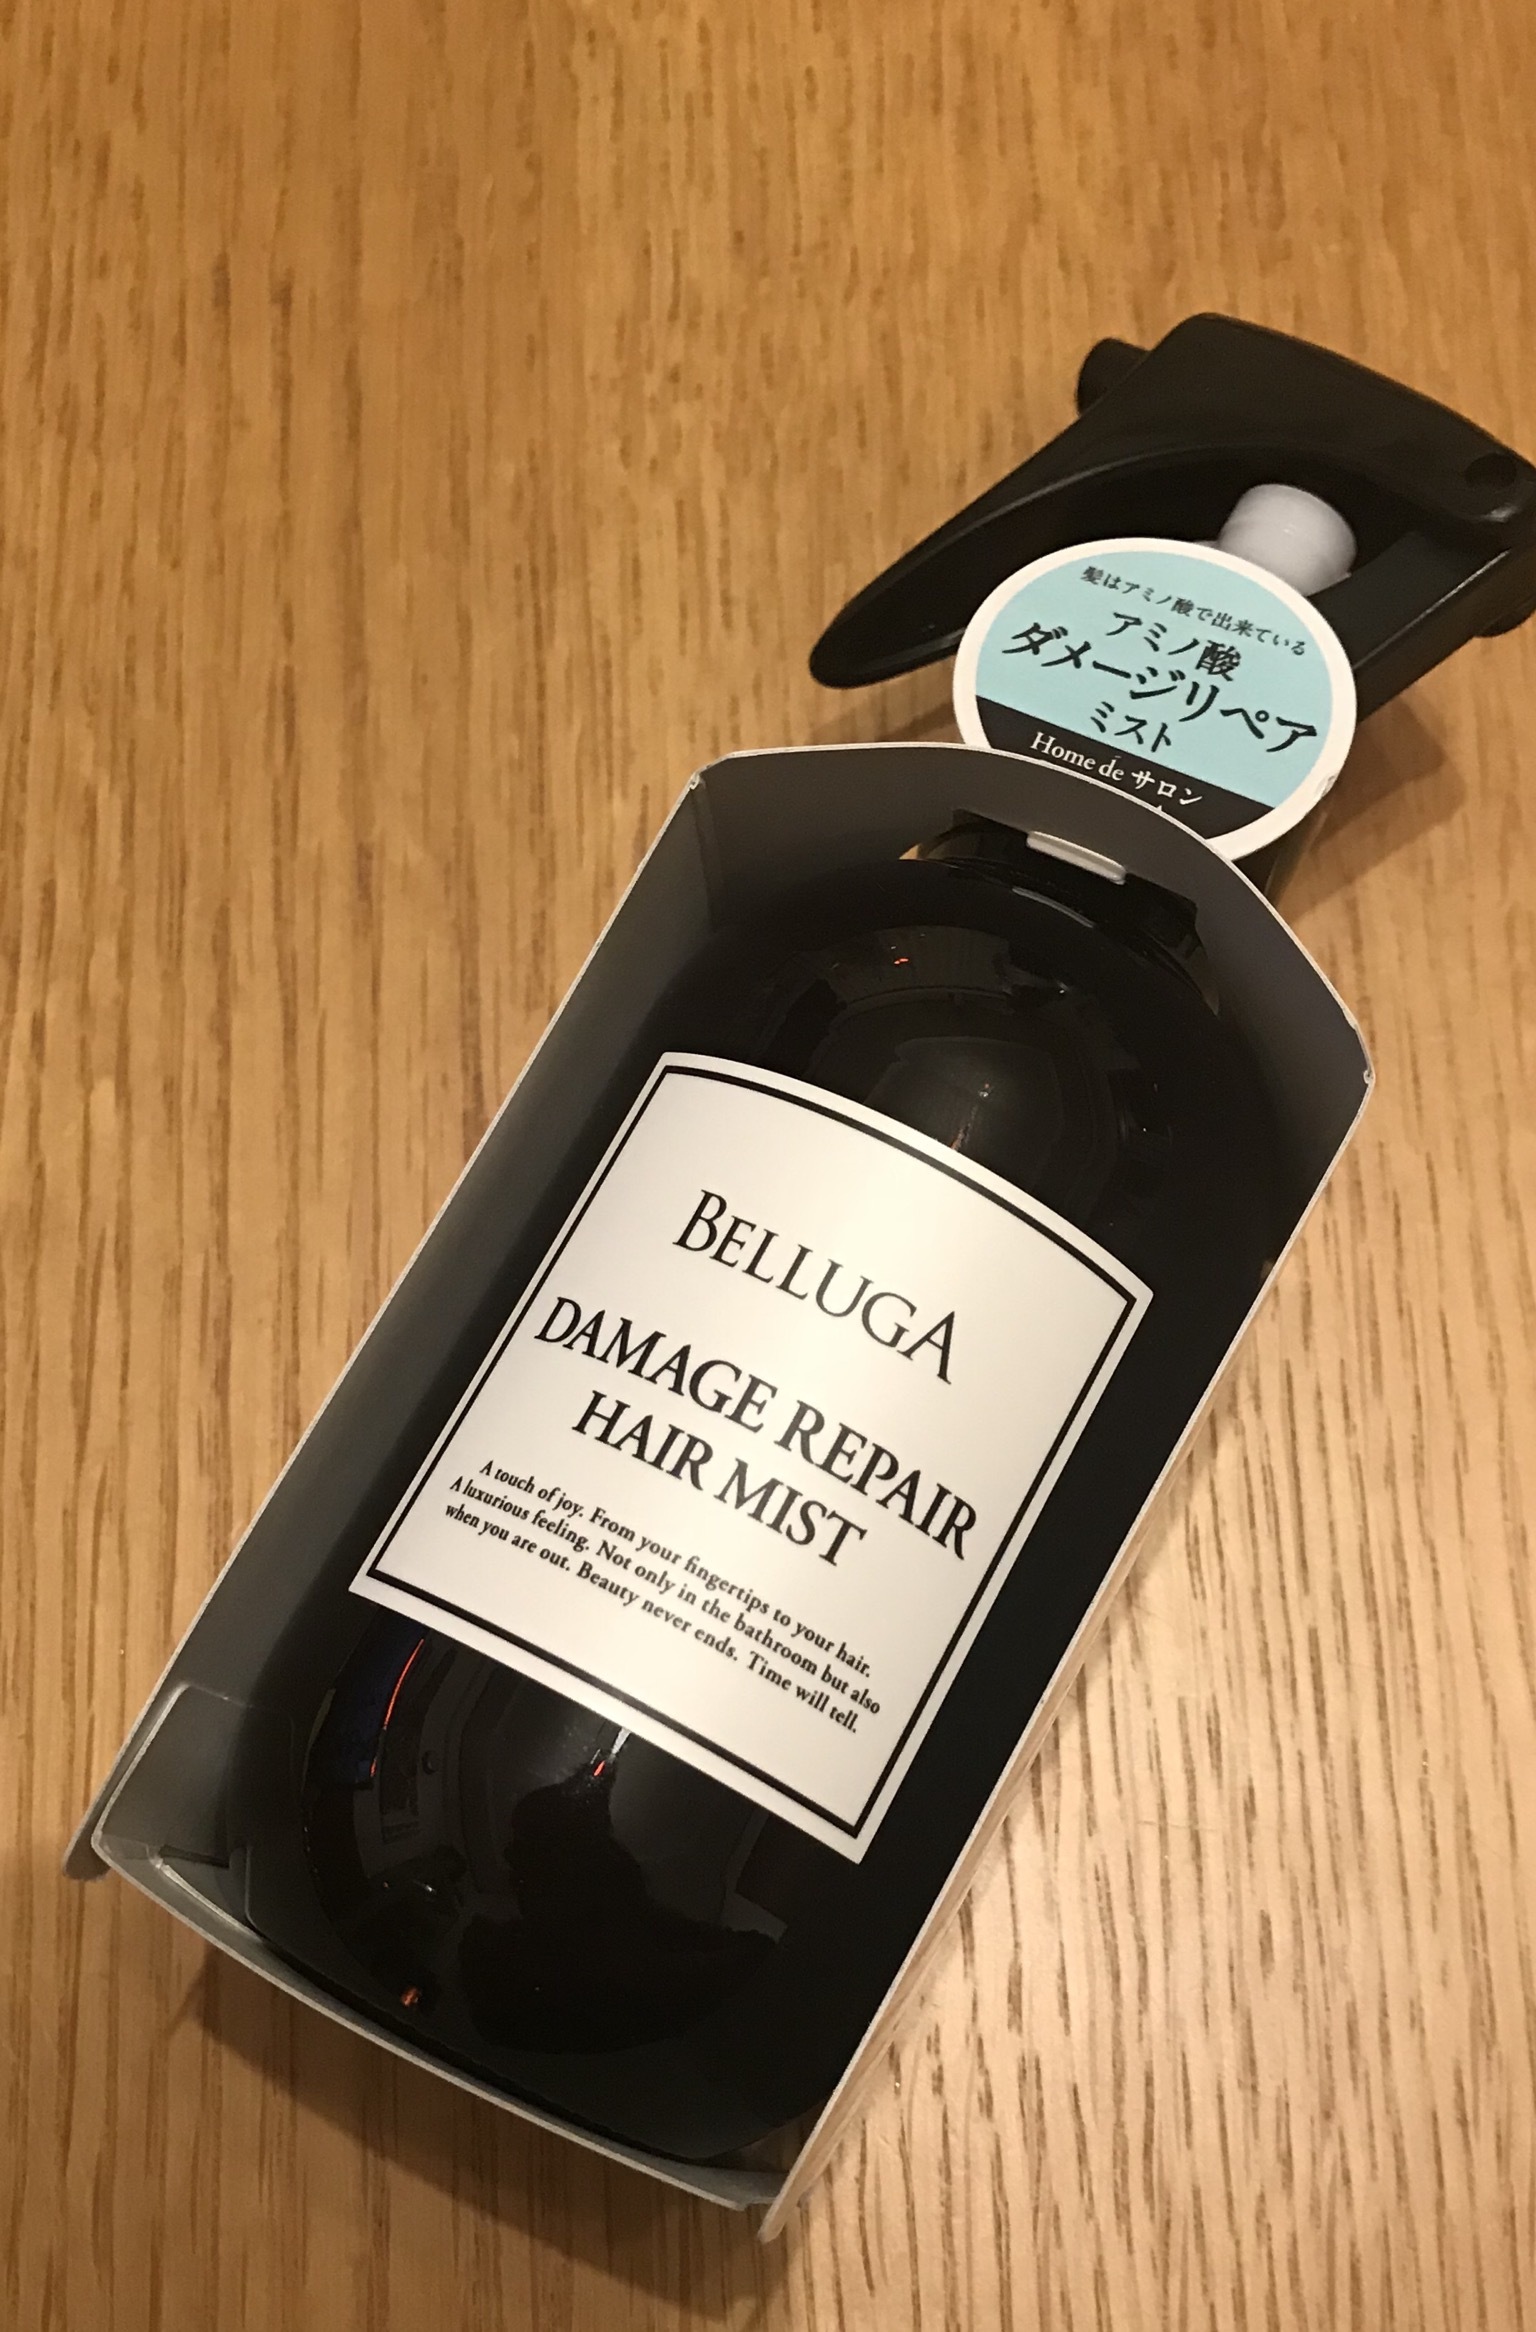 髪はアミノ酸で出来ている
アミノ酸
ダメージリペア
ミスト
Home de サロン
BELLUGA
DAMAGE REPAIR
HAIR MIST
A touch of joy. From your fingertips to your hair.
A luxurious feeling. Not only in the bathroom but also
when you are out. Beauty never ends. Time will tell.